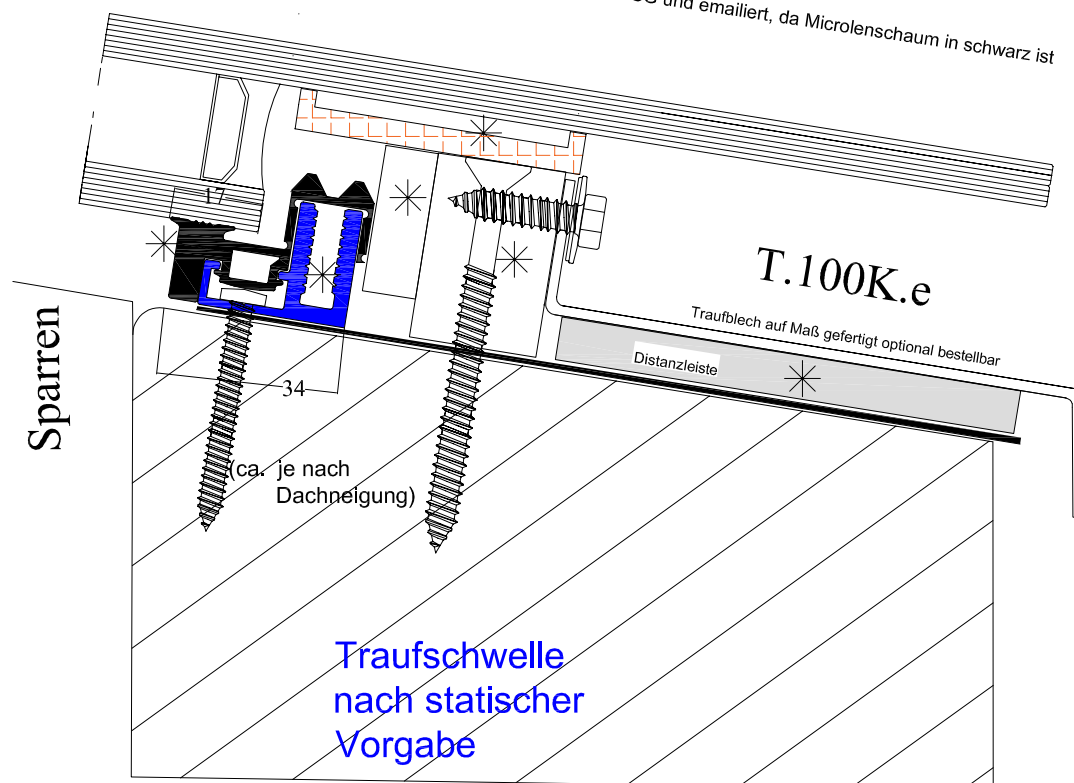 und emailiert, da Microlenschaum in schwarz ist
17
T.100K.e
Traufblech auf Maß gefertigt optional bestellbar
Distanzleiste
Sparren
34
(ca. je nach
Dachneigung)
Traufschwelle
nach statischer
Vorgabe